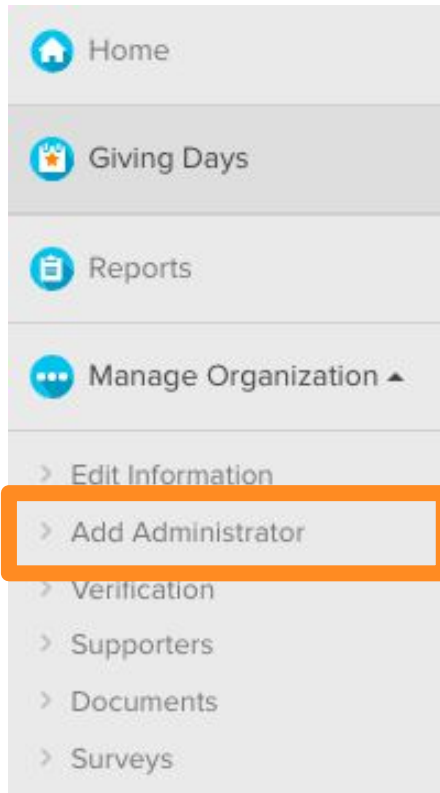 Home
Giving Days
Reports
Manage Organization
Edit Information
Add Administrator
Verification
Supporters
Documents
Surveys